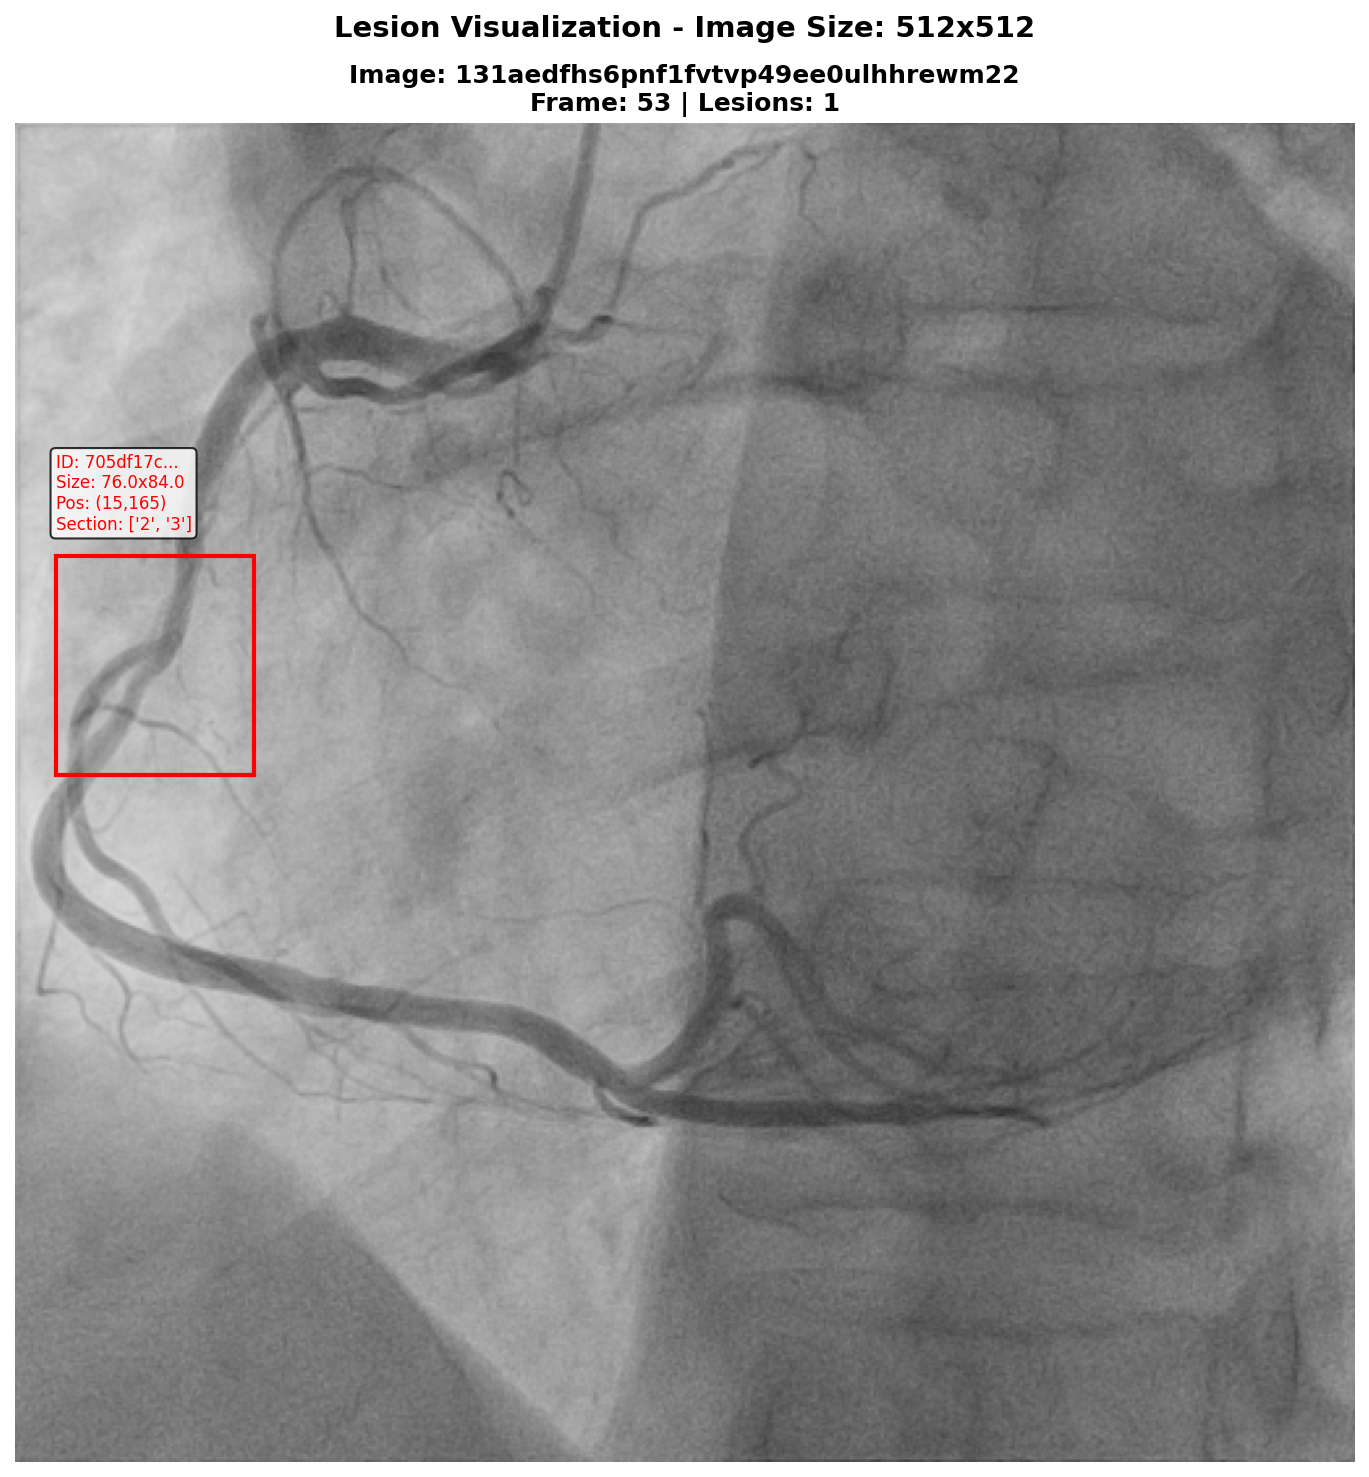 Lesion Visualization - Image Size: 512x512
Image: 131aedfhs6pnf1fvtvp49ee0ulhhrewm22
Frame: 53 | Lesions: 1
ID: 705df17c...
Size: 76.0x84.0
Pos: (15,165)
Section: ['2', '3']